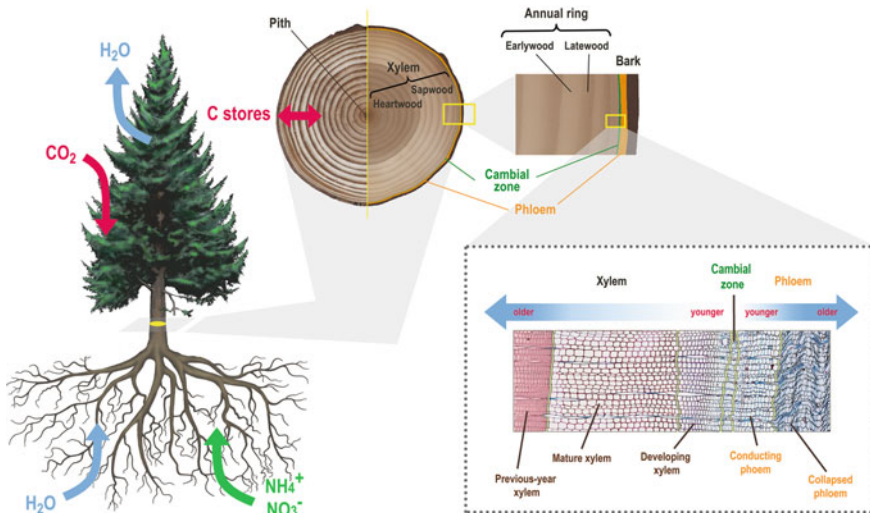 H₂O
CO₂
H₂O
NH₄⁺
NO₃⁻
C stores
Pith
Xylem
Sapwood
Heartwood
Annual ring
Earlywood
Latewood
Bark
Cambial
zone
Phloem
Xylem
Cambial
zone
Phloem
older
younger
younger
older
Previous-year
xylem
Mature xylem
Developing
xylem
Conducting
phoem
Collapsed
phloem